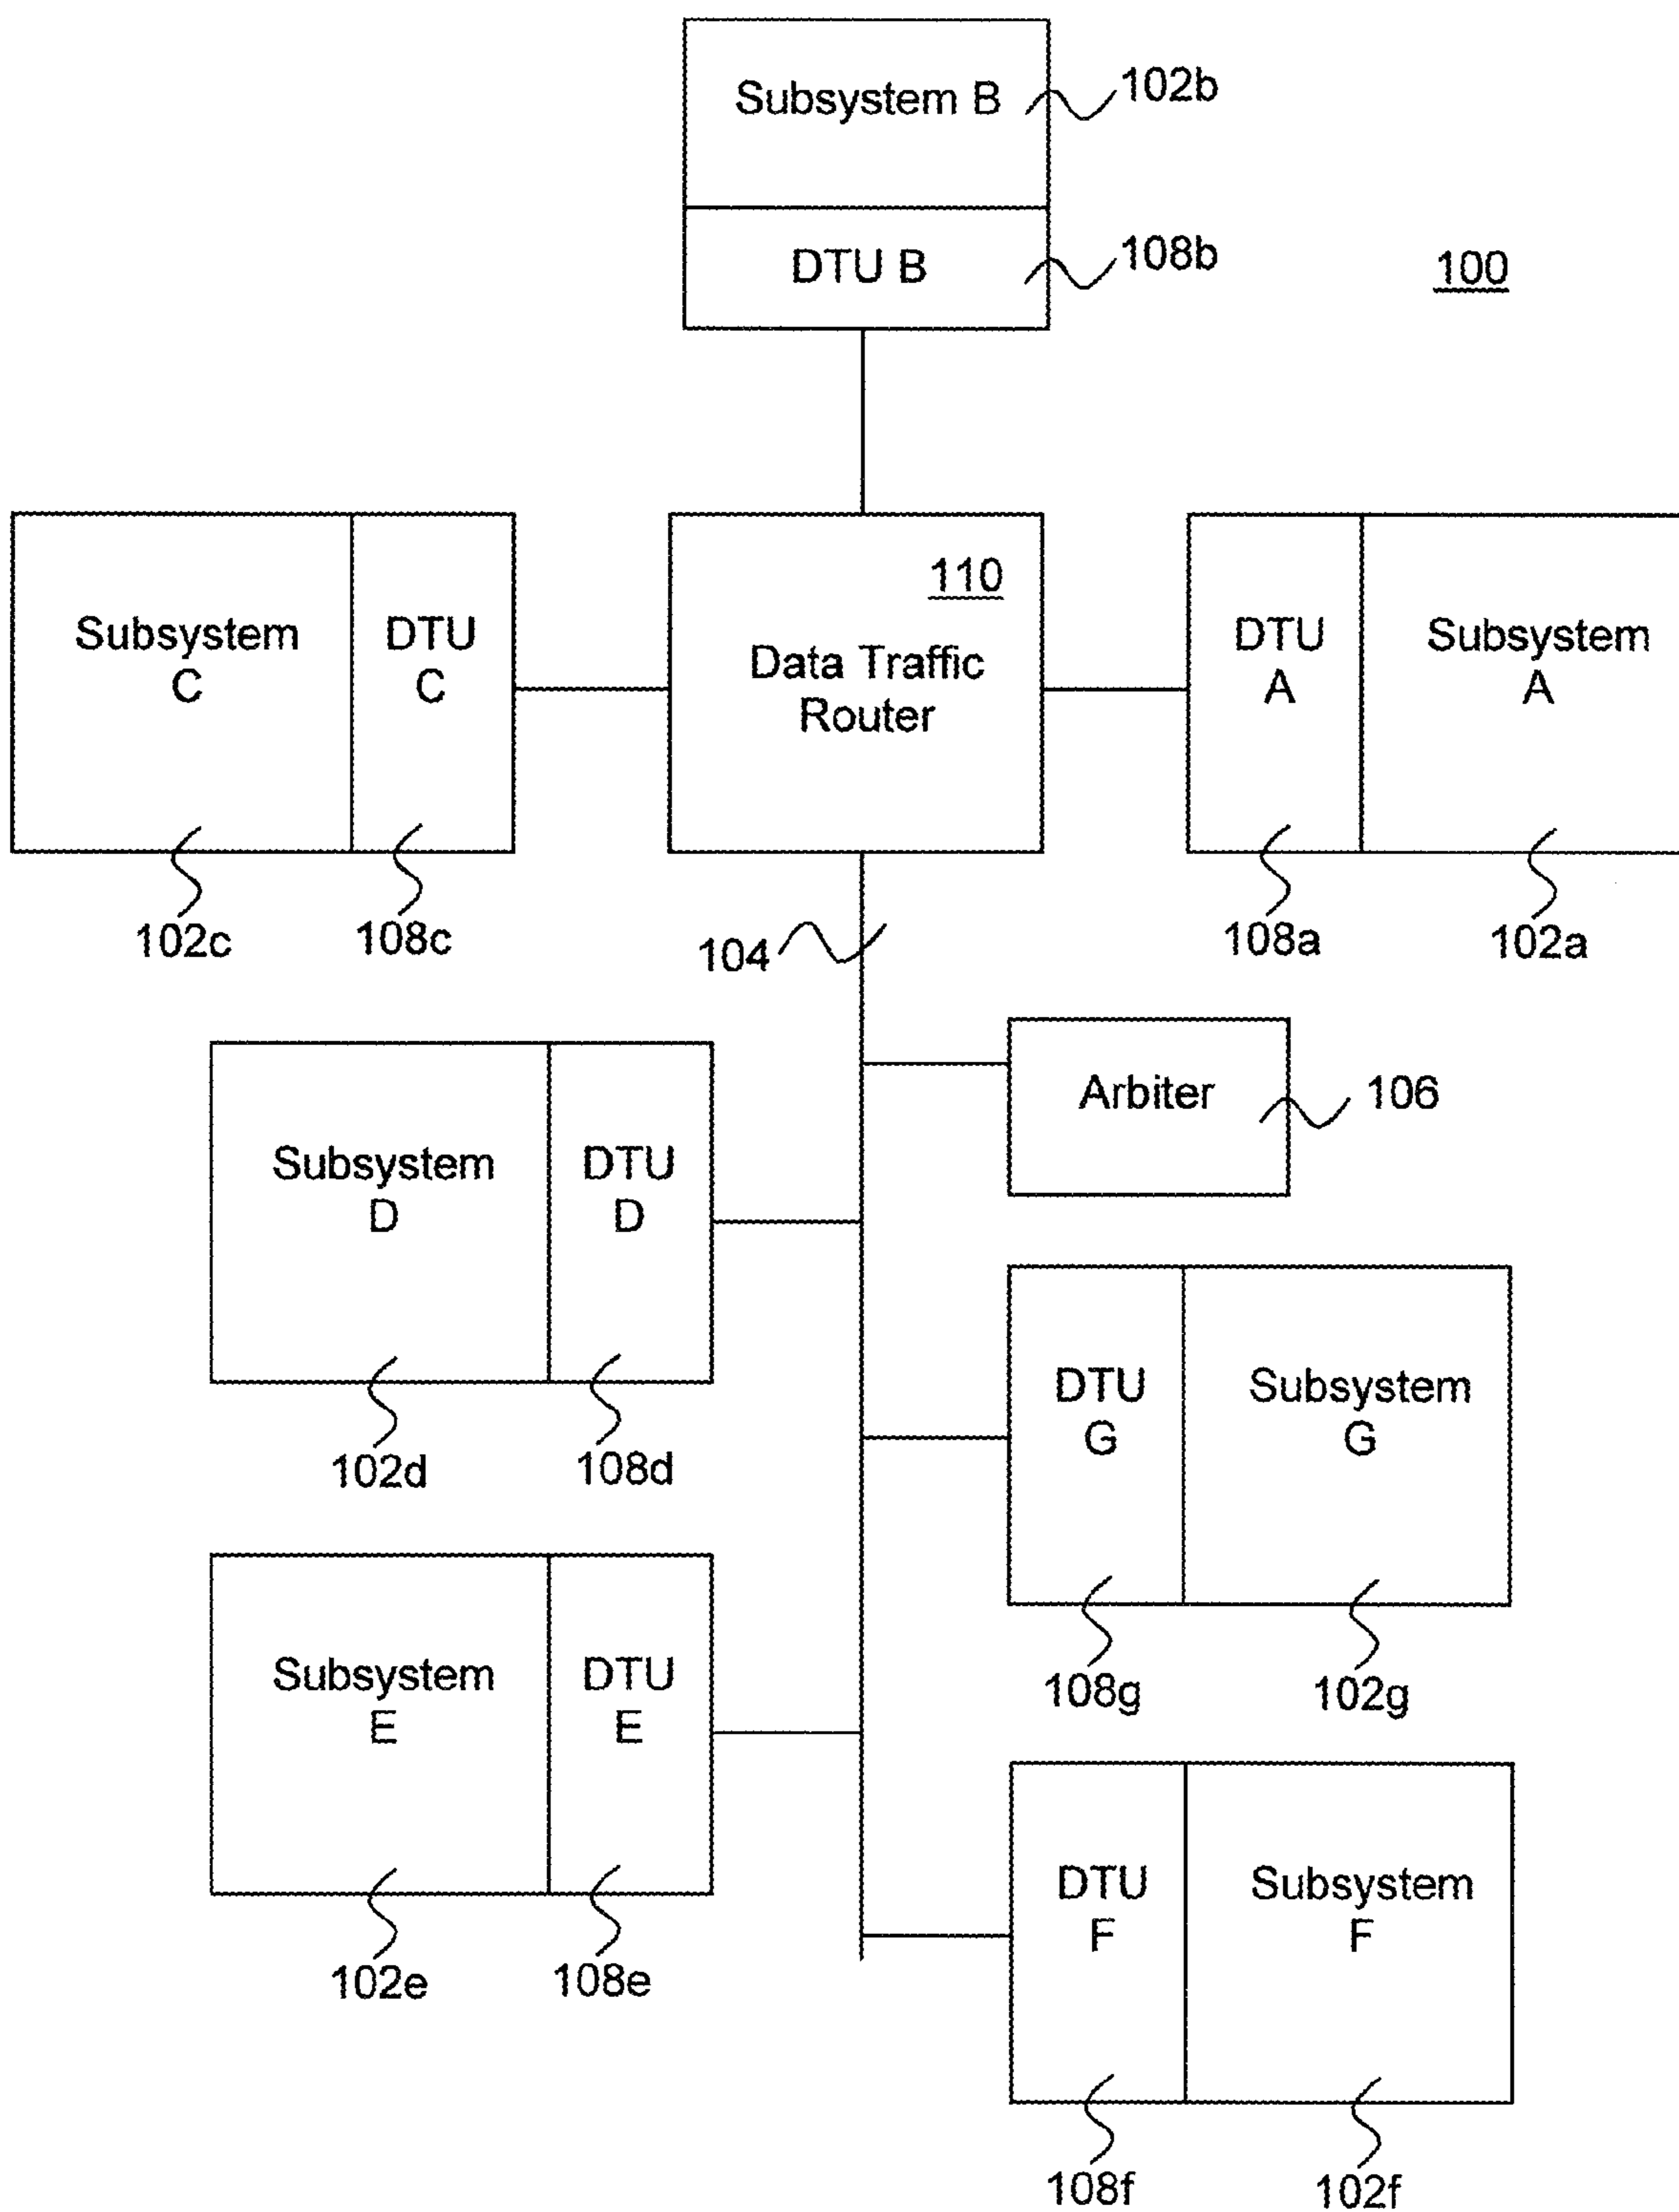 Subsystem B
102b
DTU B
108b
100
Subsystem
C
DTU
C
110
Data Traffic
Router
DTU
A
Subsystem
A
102c
108c
104
108a
102a
Arbiter
106
Subsystem
D
DTU
D
102d
108d
DTU
G
Subsystem
G
108g
102g
Subsystem
E
DTU
E
102e
108e
DTU
F
Subsystem
F
108f
102f